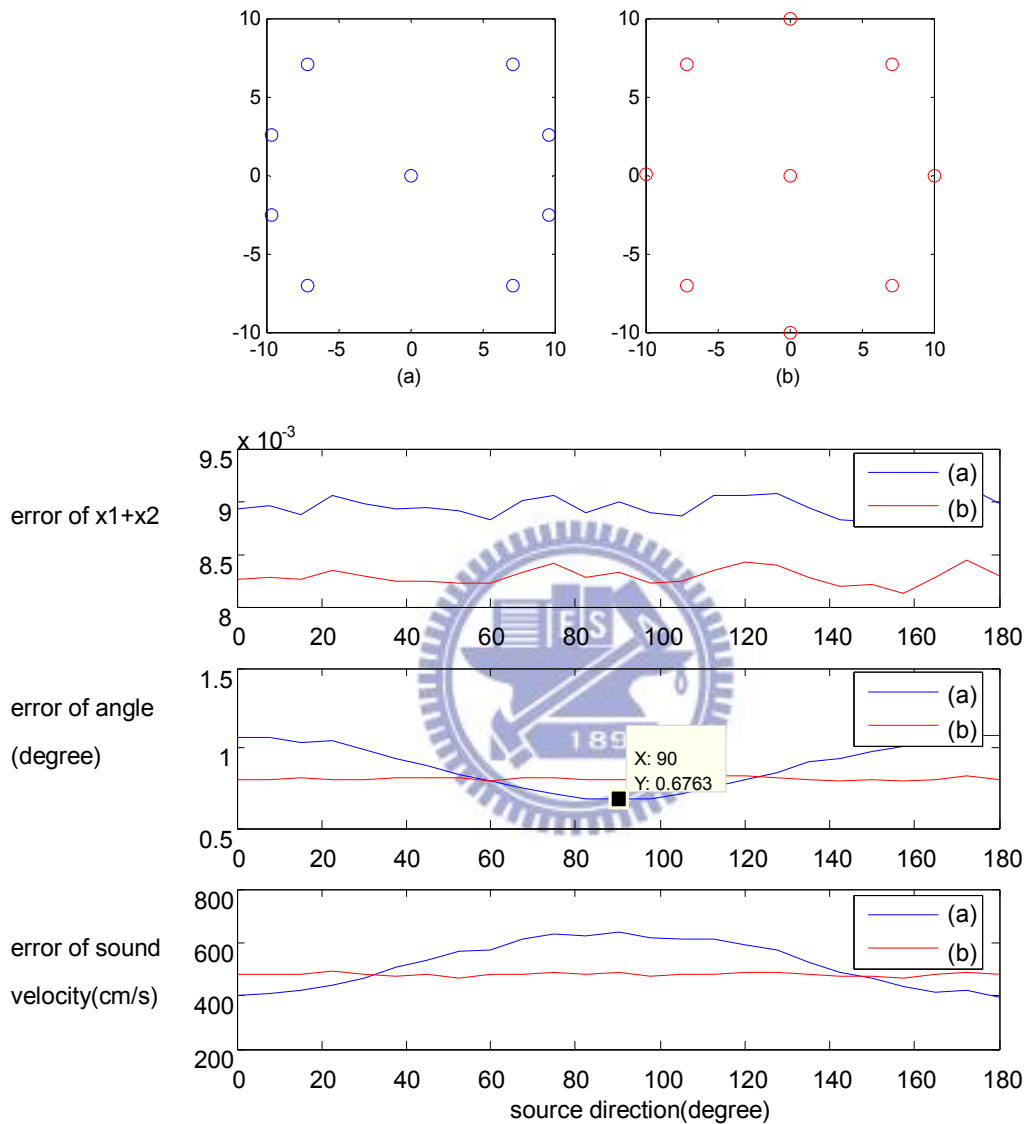 10
5
0
-5
-10
-10 -5 0 5 10
(a)
10
5
0
-5
-10
-10 -5 0 5 10
(b)
x 10-3
9.5
9
8.5
8
error of x1+x2
(a)
(b)
0 20 40 60 80 100 120 140 160 180
1.5
1
0.5
error of angle
(degree)
(a)
(b)
E S
189
X: 90
Y: 0.6763
0 20 40 60 80 100 120 140 160 180
800
600
400
200
error of sound
velocity(cm/s)
(a)
(b)
0 20 40 60 80 100 120 140 160 180
source direction(degree)